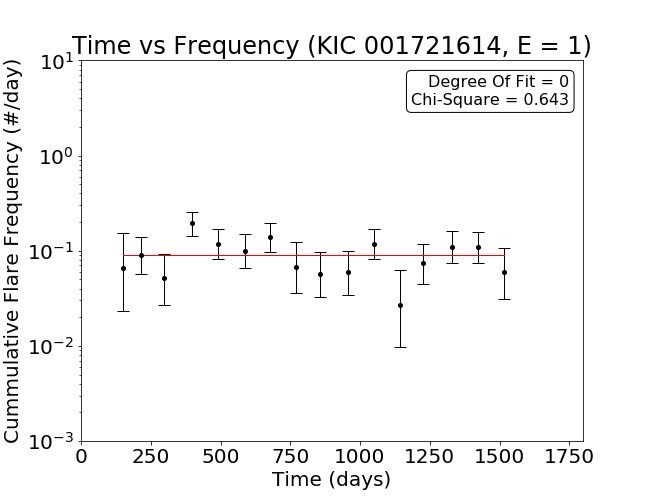 Time vs Frequency (KIC 001721614, E = 1)
Degree Of Fit = 0
Chi-Square = 0.643
Cummulative Flare Frequency (#/day)
10¹
10⁰
10⁻¹
10⁻²
10⁻³
0 250 500 750 1000 1250 1500 1750
Time (days)